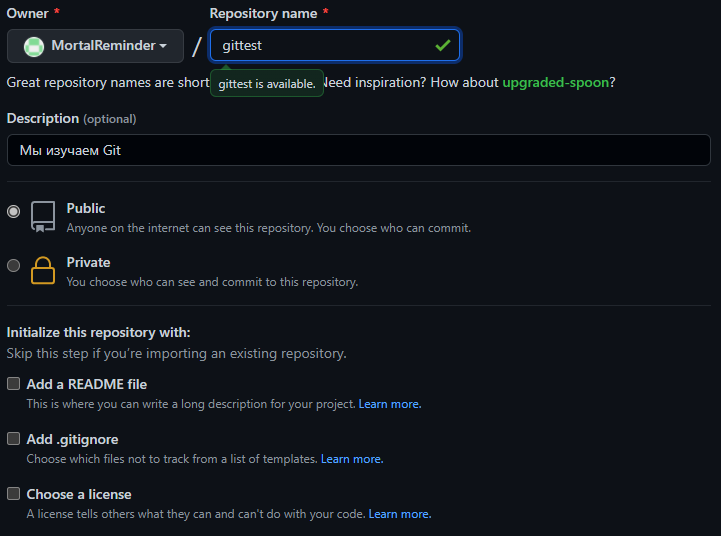 Owner * Repository name *
MortalReminder / gittest
Great repository names are short Need inspiration? How about upgraded-spoon?
gittest is available.
Description (optional)
Мы изучаем Git
Public
Anyone on the internet can see this repository. You choose who can commit.
Private
You choose who can see and commit to this repository.
Initialize this repository with:
Skip this step if you're importing an existing repository.
Add a README file
This is where you can write a long description for your project. Learn more.
Add .gitignore
Choose which files not to track from a list of templates. Learn more.
Choose a license
A license tells others what they can and can't do with your code. Learn more.